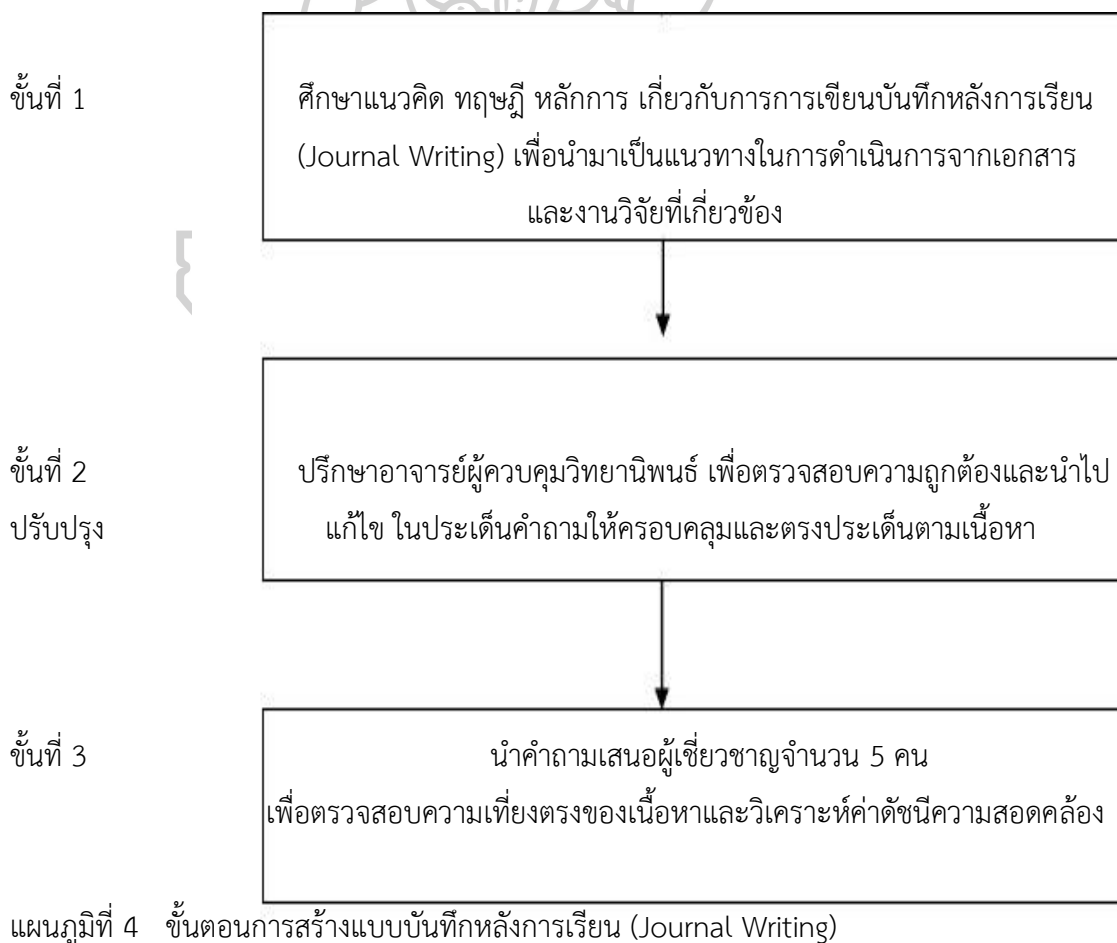 ขั้นที่ 1
ศึกษาแนวคิด ทฤษฎี หลักการ เกี่ยวกับการการเขียนบันทึกหลังการเรียน
(Journal Writing) เพื่อนำมาเป็นแนวทางในการดำเนินการจากเอกสาร
และงานวิจัยที่เกี่ยวข้อง
ขั้นที่ 2
ปรับปรุง
ปรึกษาอาจารย์ผู้ควบคุมวิทยานิพนธ์ เพื่อตรวจสอบความถูกต้องและนำไป
แก้ไข ในประเด็นคำถามให้ครอบคลุมและตรงประเด็นตามเนื้อหา
ขั้นที่ 3
นำคำถามเสนอผู้เชี่ยวชาญจำนวน 5 คน
เพื่อตรวจสอบความเที่ยงตรงของเนื้อหาและวิเคราะห์ค่าดัชนีความสอดคล้อง
แผนภูมิที่ 4 ขั้นตอนการสร้างแบบบันทึกหลังการเรียน (Journal Writing)